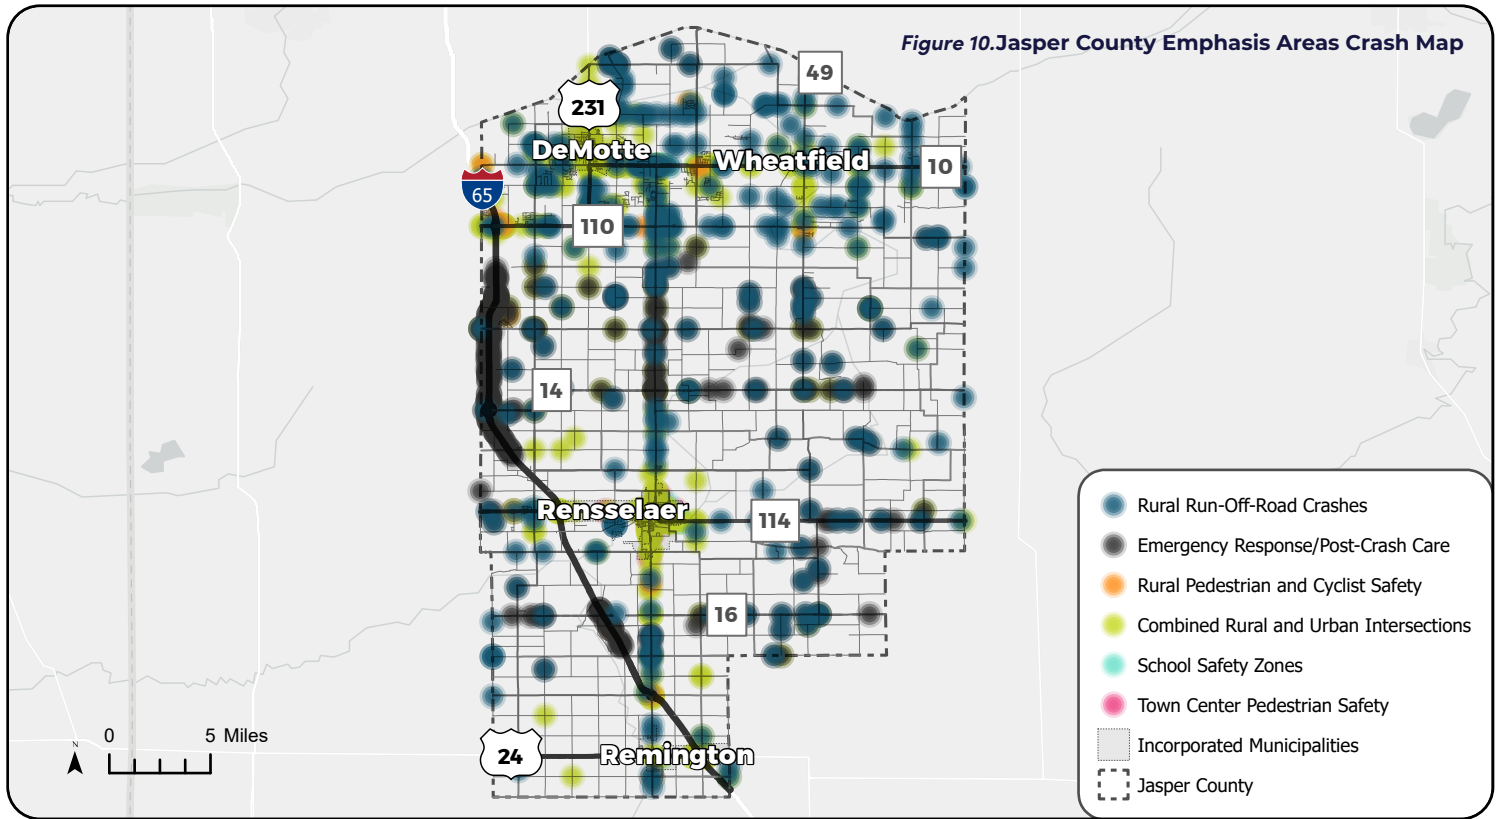 Figure 10.Jasper County Emphasis Areas Crash Map
49
231
DeMotte
Wheatfield
10
65
110
14
Rensselaer
114
16
24
Remington
Rural Run-Off-Road Crashes
Emergency Response/Post-Crash Care
Rural Pedestrian and Cyclist Safety
Combined Rural and Urban Intersections
School Safety Zones
Town Center Pedestrian Safety
Incorporated Municipalities
Jasper County
N
0 5 Miles